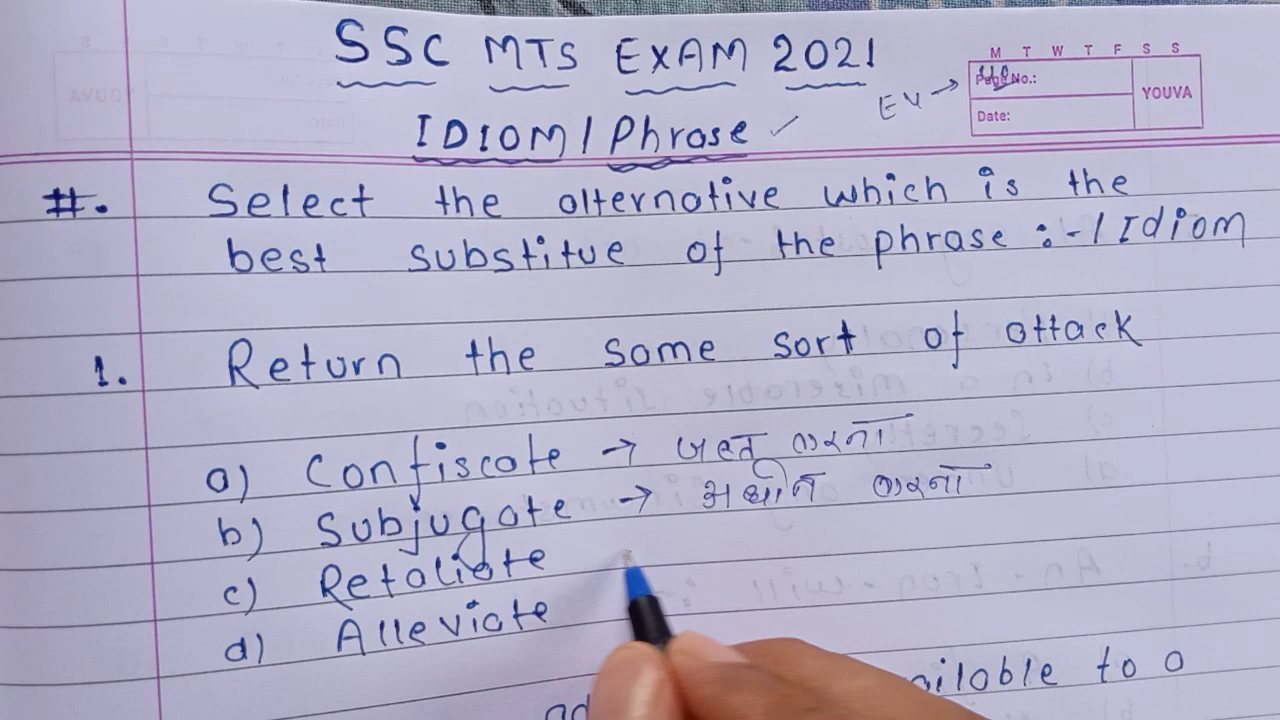 SSC MTS EXAM 2021
M T W T F S S
Page No.:
YOUVA
Date:
IDIOM / Phrase ✓
#. Select the alternative which is the
best substitue of the phrase :- / Idiom
1. Return the same sort of attack
a) Confiscate → जब्त करना
b) Subjugate → अधीन करना
c) Retaliate
d) Alleviate
to a